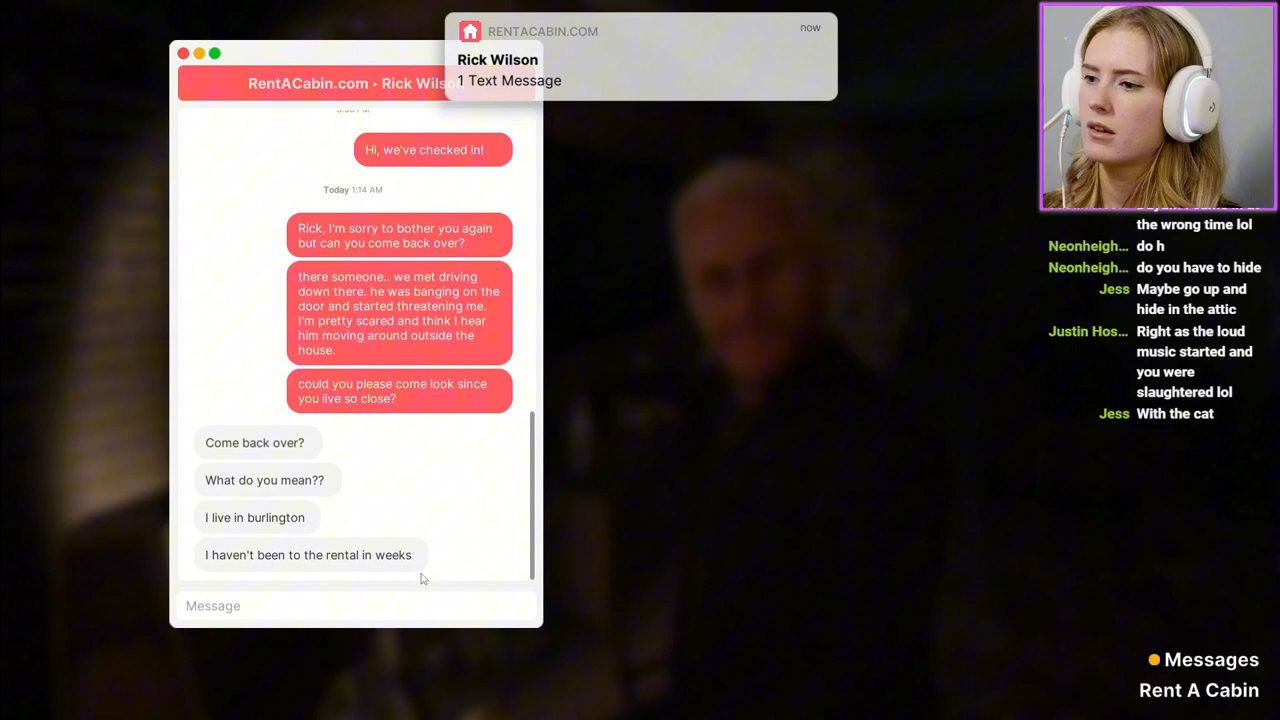 RENTACABIN.COM
now
Rick Wilson
1 Text Message
RentACabin.com ▸ Rick Wilson
Hi, we've checked in!
Today 1:14 AM
Rick, I'm sorry to bother you again
but can you come back over?
there someone.. we met driving
down there. he was banging on the
door and started threatening me.
I'm pretty scared and think I hear
him moving around outside the
house.
could you please come look since
you live so close?
Come back over?
What do you mean??
I live in burlington
I haven't been to the rental in weeks
Message
the wrong time lol
Neonheigh... do h
Neonheigh... do you have to hide
Jess Maybe go up and
hide in the attic
Justin Hos... Right as the loud
music started and
you were
slaughtered lol
Jess With the cat
Messages
Rent A Cabin